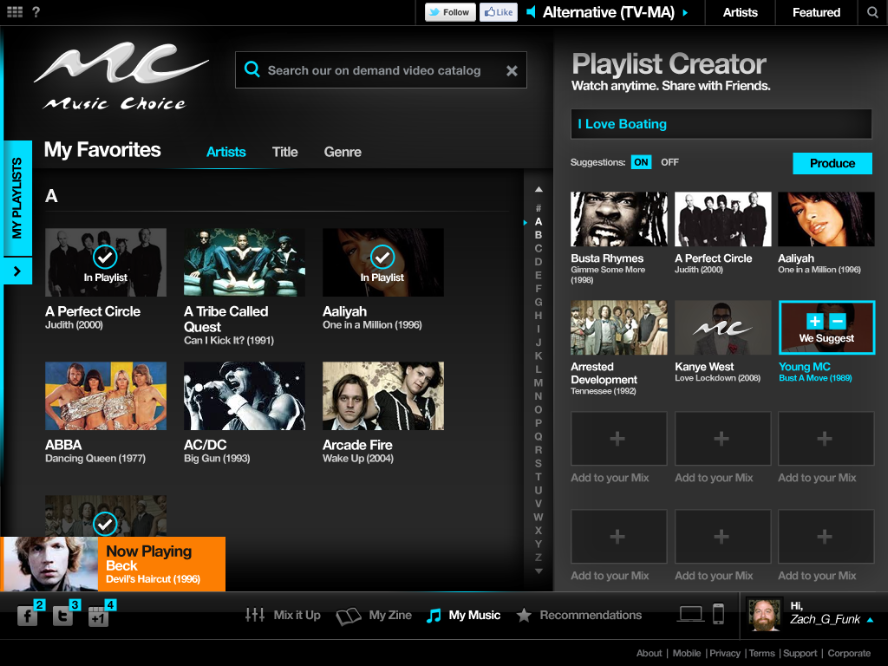 ?
Follow
Like
Alternative (TV-MA)
Artists
Featured
MC
Music Choice
Search our on demand video catalog
Playlist Creator
Watch anytime. Share with Friends.
I Love Boating
Suggestions: ON OFF
Produce
MY PLAYLISTS
My Favorites
Artists
Title
Genre
A
In Playlist
A Perfect Circle
Judith (2000)
A Tribe Called
Quest
Can I Kick It? (1991)
In Playlist
Aaliyah
One in a Million (1996)
ABBA
Dancing Queen (1977)
AC/DC
Big Gun (1993)
Arcade Fire
Wake Up (2004)
#
A
B
C
D
E
F
G
H
I
J
K
L
M
N
O
P
Q
R
S
T
U
V
W
X
Y
Z
Busta Rhymes
Gimme Some More
(1998)
A Perfect Circle
Judith (2000)
Aaliyah
One in a Million (1996)
Arrested
Development
Tennessee (1992)
MC
Kanye West
Love Lockdown (2008)
We Suggest
Young MC
Bust A Move (1989)
Add to your Mix
Add to your Mix
Add to your Mix
Add to your Mix
Add to your Mix
Add to your Mix
Now Playing
Beck
Devil's Haircut (1996)
f 2
t 3
+1 4
Mix it Up
My Zine
My Music
Recommendations
Hi,
Zach_G_Funk
About | Mobile | Privacy | Terms | Support | Corporate